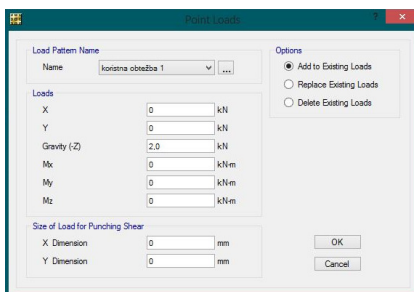 Point Loads
? ×
Load Pattern Name
Name koristna obtežba 1 ...
Loads
X 0 kN
Y 0 kN
Gravity (-Z) 2,0 kN
Mx 0 kN-m
My 0 kN-m
Mz 0 kN-m
Size of Load for Punching Shear
X Dimension 0 mm
Y Dimension 0 mm
Options
Add to Existing Loads
Replace Existing Loads
Delete Existing Loads
OK
Cancel